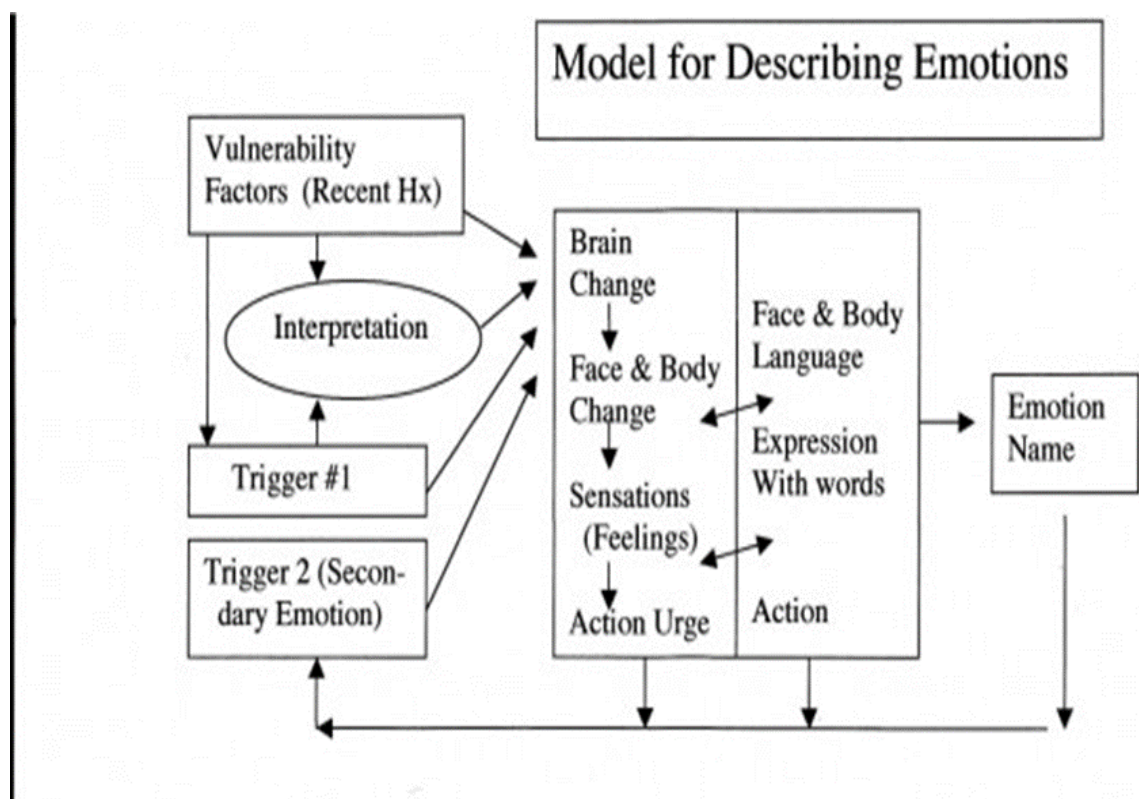 Model for Describing Emotions
Vulnerability
Factors (Recent Hx)
Interpretation
Trigger #1
Trigger 2 (Secon-
dary Emotion)
Brain
Change
Face & Body
Change
Sensations
(Feelings)
Action Urge
Face & Body
Language
Expression
With words
Action
Emotion
Name